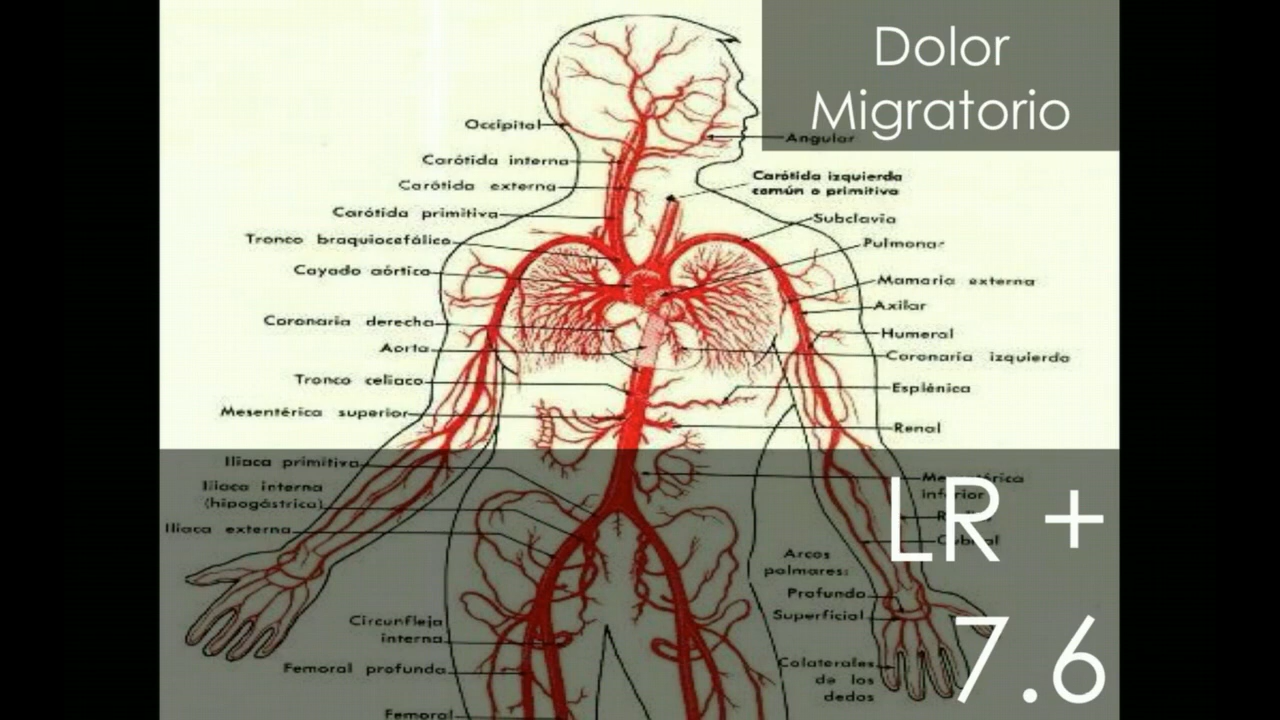 Dolor
Migratorio
Occipital
Angular
Carótida interna
Carótida izquierda
común o primitiva
Carótida externa
Carótida primitiva
Subclavia
Tronco braquiocefálico
Pulmonar
Cayado aórtico
Mamaria externa
Axilar
Coronaria derecha
Humeral
Aorta
Coronaria izquierda
Tronco celiaco
Esplénica
Mesentérica superior
Renal
Iliaca primitiva
Iliaca interna
(hipogástrica)
Iliaca externa
inferior
LR +
Arcos
palmares:
Profundo
Superficial
Circunfleja
interna
Femoral profunda
Colaterales
de los
dedos
Femoral
7.6